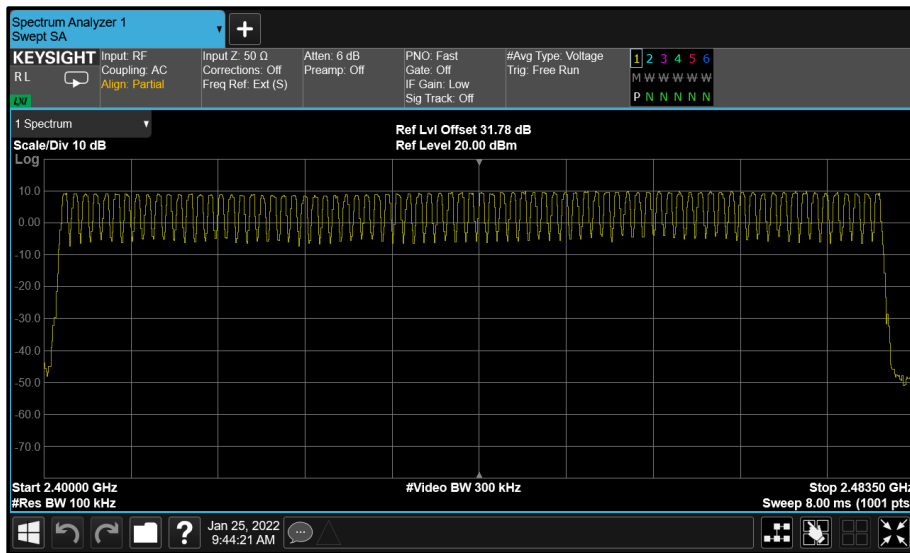 Spectrum Analyzer 1
Swept SA
+
KEYSIGHT
R L
LXI
Input: RF
Coupling: AC
Align: Partial
Input Z: 50 Ω
Corrections: Off
Freq Ref: Ext (S)
Atten: 6 dB
Preamp: Off
PNO: Fast
Gate: Off
IF Gain: Low
Sig Track: Off
#Avg Type: Voltage
Trig: Free Run
1 2 3 4 5 6
M W W W W W
P N N N N N
1 Spectrum
Scale/Div 10 dB
Ref Lvl Offset 31.78 dB
Ref Level 20.00 dBm
Log
10.0
0.00
-10.0
-20.0
-30.0
-40.0
-50.0
-60.0
-70.0
Start 2.40000 GHz
#Res BW 100 kHz
#Video BW 300 kHz
Stop 2.48350 GHz
Sweep 8.00 ms (1001 pts
?
Jan 25, 2022
9:44:21 AM